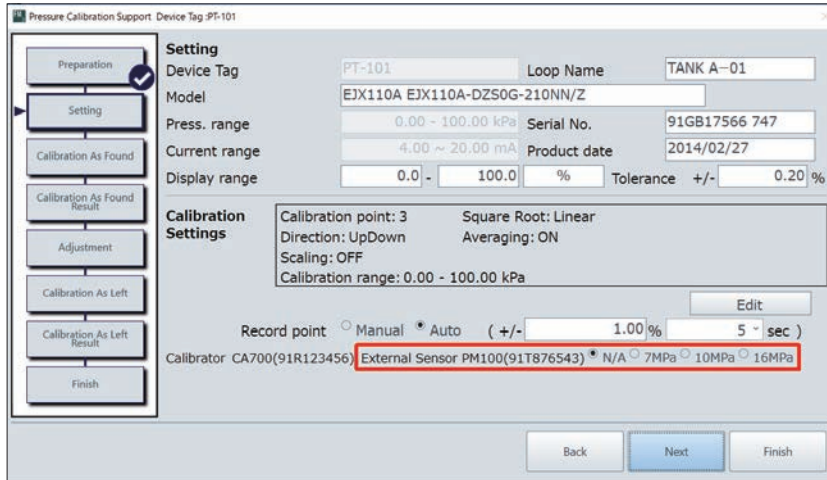 Pressure Calibration Support Device Tag :PT-101
Preparation
Setting
Calibration As Found
Calibration As Found
Result
Adjustment
Calibration As Left
Calibration As Left
Result
Finish
Setting
Device Tag PT-101 Loop Name TANK A-01
Model EJX110A EJX110A-DZS0G-210NN/Z
Press. range 0.00 - 100.00 kPa Serial No. 91GB17566 747
Current range 4.00 ~ 20.00 mA Product date 2014/02/27
Display range 0.0 - 100.0 % Tolerance +/- 0.20 %
Calibration
Settings
Calibration point: 3 Square Root: Linear
Direction: UpDown Averaging: ON
Scaling: OFF
Calibration range: 0.00 - 100.00 kPa
Edit
Record point Manual Auto ( +/- 1.00 % 5 sec )
Calibrator CA700(91R123456) External Sensor PM100(91T876543) N/A 7MPa 10MPa 16MPa
Back Next Finish